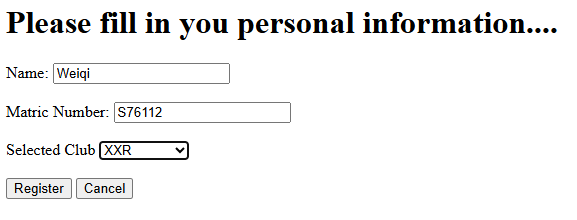 Please fill in you personal information....
Name: Weiqi
Matric Number: S76112
Selected Club XXR
Register Cancel